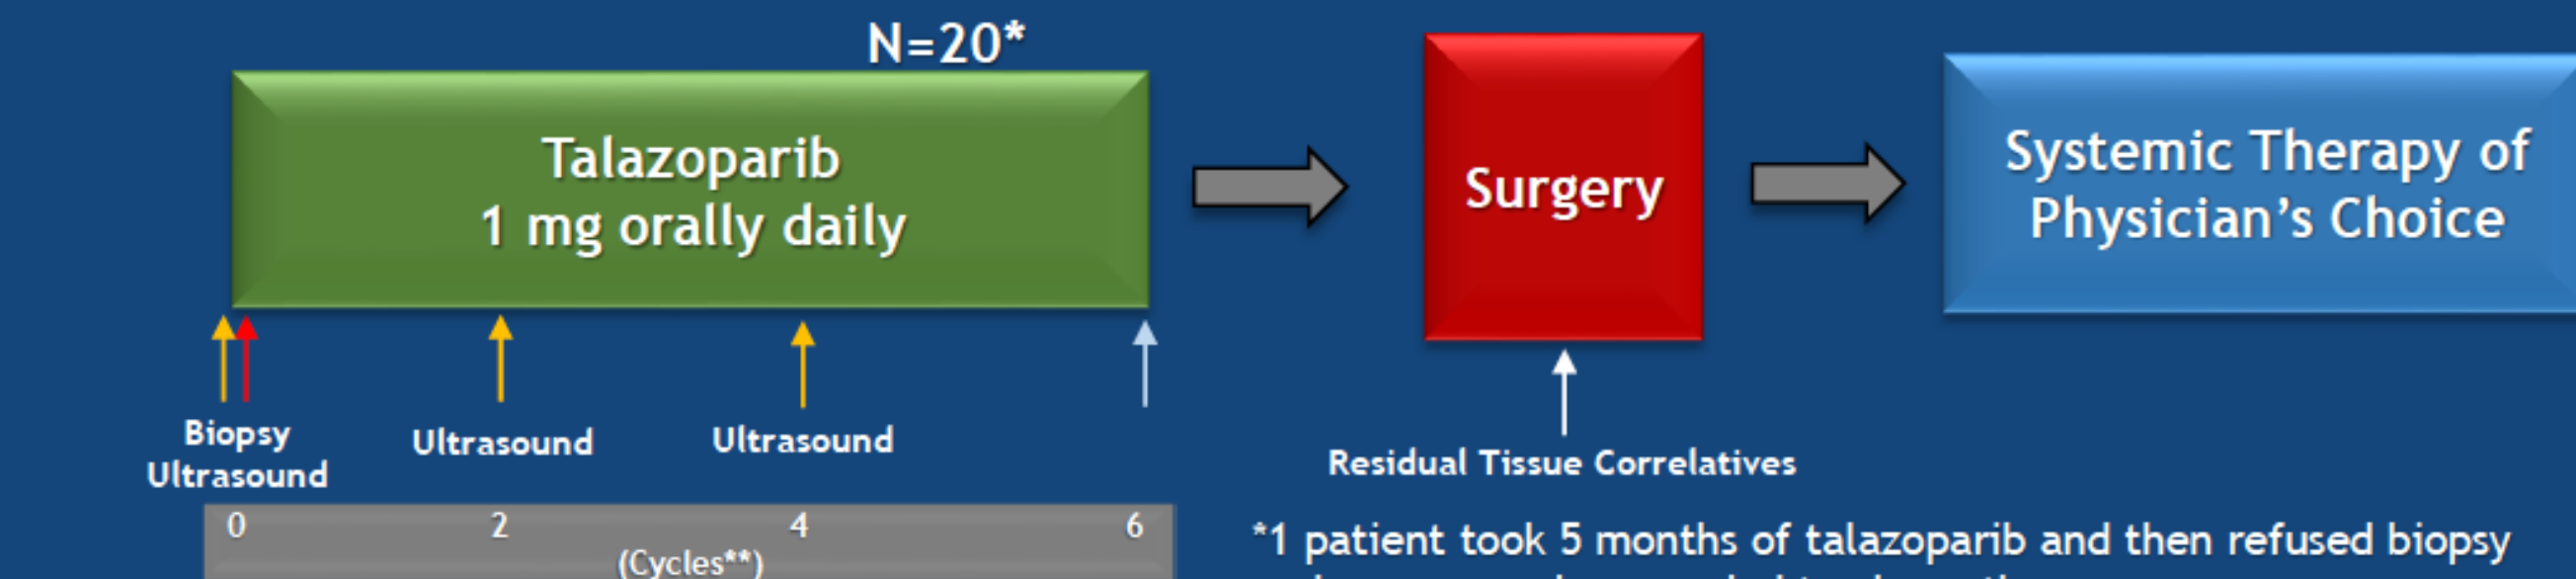 N=20*
Talazoparib
1 mg orally daily
Surgery
Systemic Therapy of
Physician’s Choice
Biopsy
Ultrasound
Ultrasound
Ultrasound
Residual Tissue Correlatives
0 2 4 6
(Cycles**)
*1 patient took 5 months of talazoparib and then refused biopsy